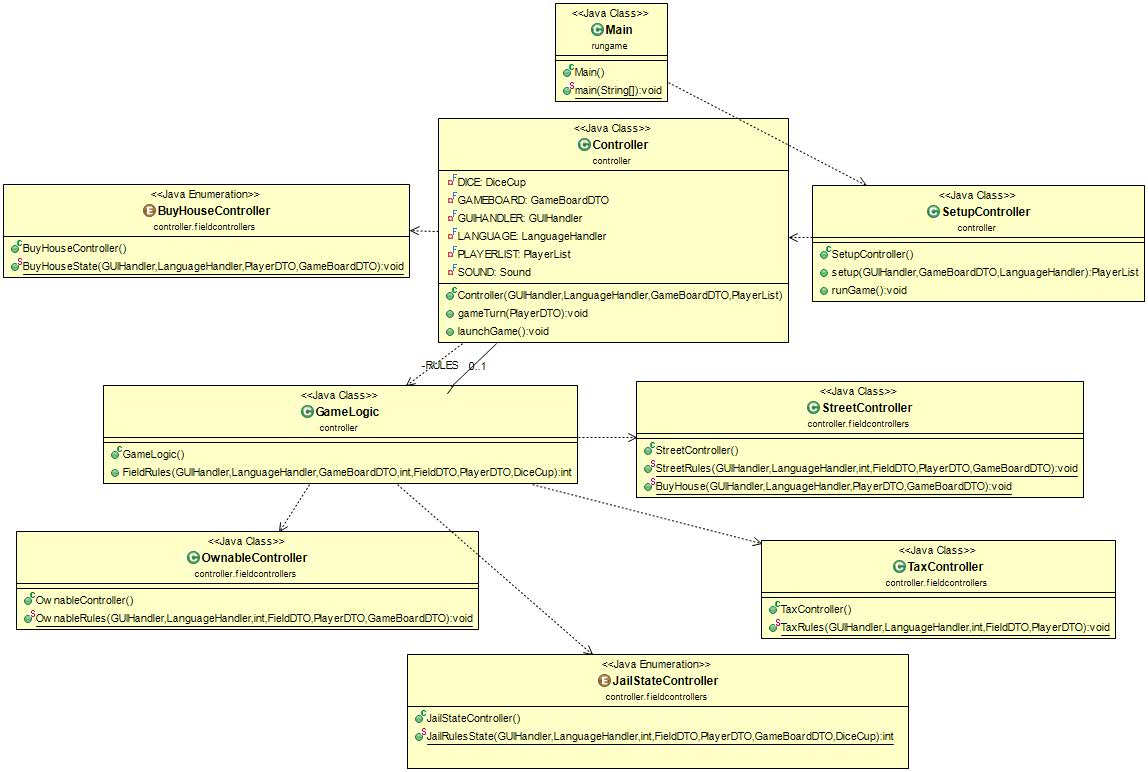 <<Java Class>>
Main
rungame
Main()
main(String[]):void
<<Java Class>>
Controller
controller
DICE: DiceCup
GAMEBOARD: GameBoardDTO
GUIHANDLER: GUIHandler
LANGUAGE: LanguageHandler
PLAYERLIST: PlayerList
SOUND: Sound
Controller(GUIHandler,LanguageHandler,GameBoardDTO,PlayerList)
gameTurn(PlayerDTO):void
launchGame():void
<<Java Enumeration>>
BuyHouseController
controller.fieldcontrollers
BuyHouseController()
BuyHouseState(GUIHandler,LanguageHandler,PlayerDTO,GameBoardDTO):void
<<Java Class>>
SetupController
controller
SetupController()
setup(GUIHandler,GameBoardDTO,LanguageHandler):PlayerList
runGame():void
-RULES 0..1
<<Java Class>>
GameLogic
controller
GameLogic()
FieldRules(GUIHandler,LanguageHandler,GameBoardDTO,int,FieldDTO,PlayerDTO,DiceCup):int
<<Java Class>>
StreetController
controller.fieldcontrollers
StreetController()
StreetRules(GUIHandler,LanguageHandler,int,FieldDTO,PlayerDTO,GameBoardDTO):void
BuyHouse(GUIHandler,LanguageHandler,PlayerDTO,GameBoardDTO):void
<<Java Class>>
OwnableController
controller.fieldcontrollers
OwnableController()
OwnableRules(GUIHandler,LanguageHandler,int,FieldDTO,PlayerDTO,GameBoardDTO):void
<<Java Class>>
TaxController
controller.fieldcontrollers
TaxController()
TaxRules(GUIHandler,LanguageHandler,int,FieldDTO,PlayerDTO):void
<<Java Enumeration>>
JailStateController
controller.fieldcontrollers
JailStateController()
JailRulesState(GUIHandler,LanguageHandler,int,FieldDTO,PlayerDTO,GameBoardDTO,DiceCup):int